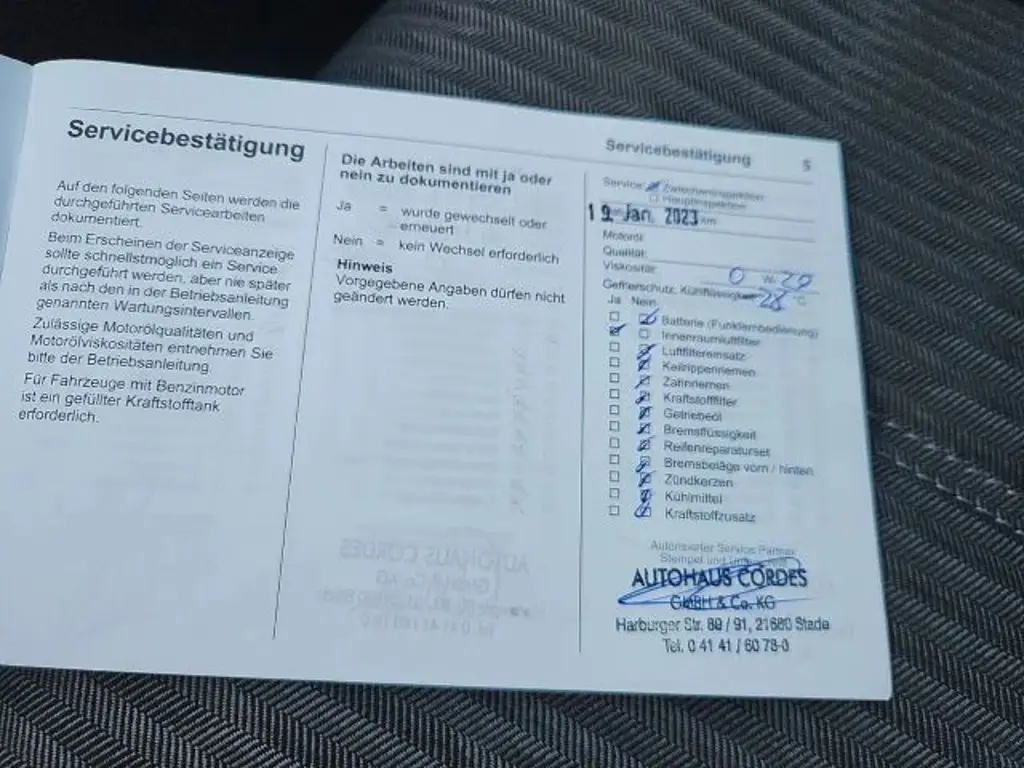 Servicebestätigung
Auf den folgenden Seiten werden die
durchgeführten Servicearbeiten
dokumentiert.
Beim Erscheinen der Serviceanzeige
sollte schnellstmöglich ein Service
durchgeführt werden, aber nie später
als nach den in der Betriebsanleitung
genannten Wartungsintervallen.
Zulässige Motorölqualitäten und
Motorölviskositäten entnehmen Sie
bitte der Betriebsanleitung.
Für Fahrzeuge mit Benzinmotor
ist ein gefüllter Kraftstofftank
erforderlich.
Die Arbeiten sind mit ja oder
nein zu dokumentieren
Ja = wurde gewechselt oder
erneuert
Nein = kein Wechsel erforderlich
Hinweis
Vorgegebene Angaben dürfen nicht
geändert werden.
Servicebestätigung 5
Service: Zwischeninspektion
Hauptinspektion
19. Jan. 2023 km
Motoröl:
Qualität:
Viskosität: 0 W- 20
Gefrierschutz, Kühlflüssigkeit -28 °C
Ja Nein
Batterie (Funkfernbedienung)
Innenraumluftfilter
Luftfiltereinsatz
Keilrippenriemen
Zahnriemen
Kraftstofffilter
Getriebeöl
Bremsflüssigkeit
Reifenreparaturset
Bremsbeläge vorn / hinten
Zündkerzen
Kühlmittel
Kraftstoffzusatz
Autorisierter Service Partner
Stempel und
AUTOHAUS CORDES
GMBH & Co. KG
Harburger Str. 89 / 91, 21680 Stade
Tel. 0 41 41 / 60 78-0